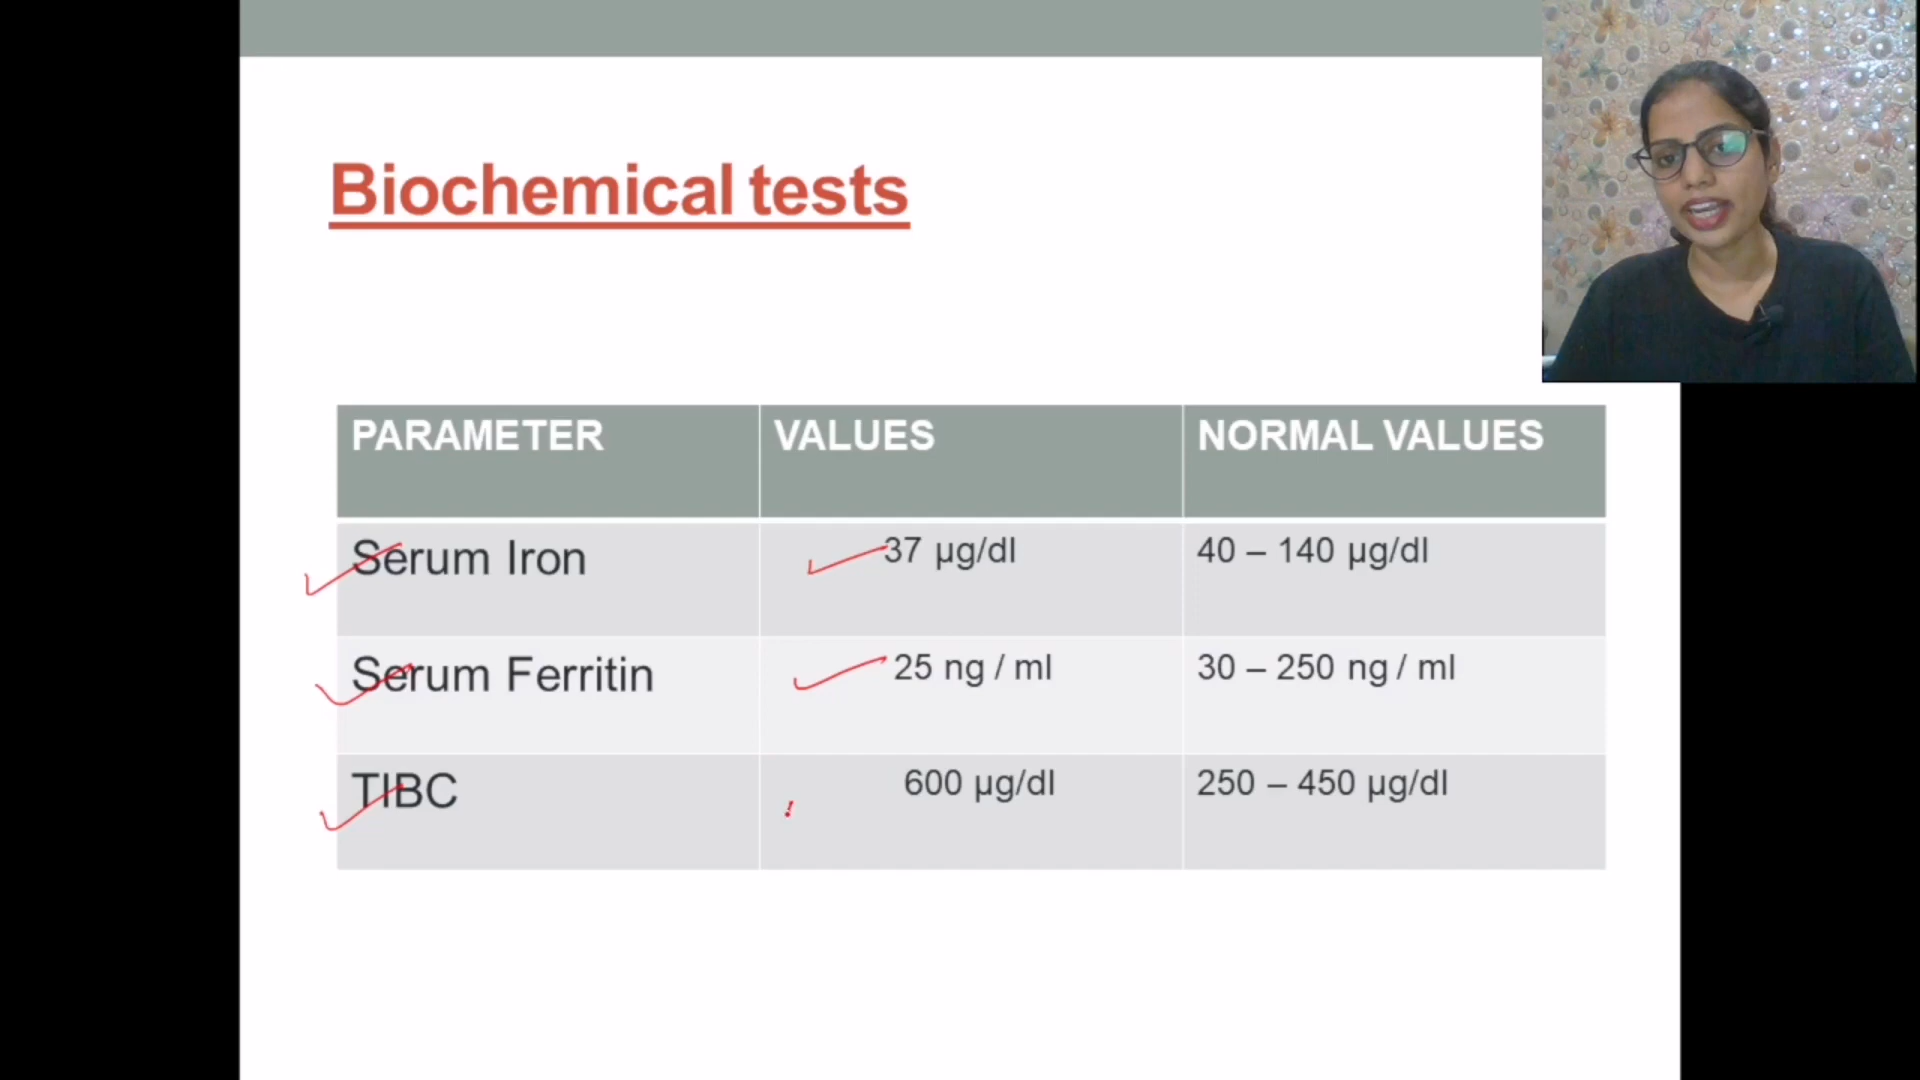 Biochemical tests
PARAMETER VALUES NORMAL VALUES
Serum Iron 37 µg/dl 40 – 140 µg/dl
Serum Ferritin 25 ng / ml 30 – 250 ng / ml
TIBC 600 µg/dl 250 – 450 µg/dl